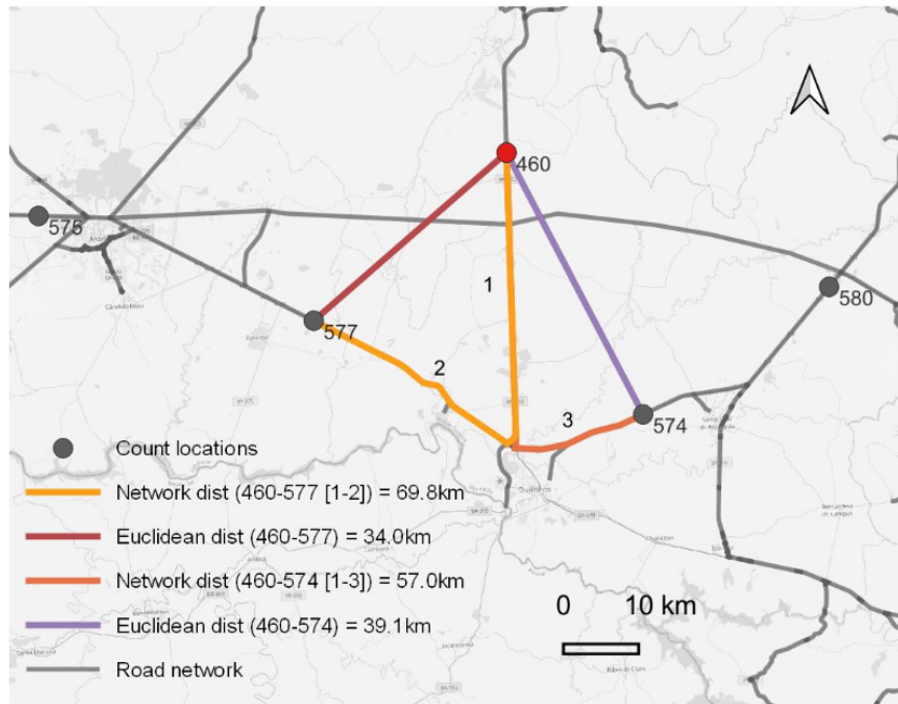 460
575
1
580
577
2
3
574
Count locations
Network dist (460-577 [1-2]) = 69.8km
Euclidean dist (460-577) = 34.0km
Network dist (460-574 [1-3]) = 57.0km
Euclidean dist (460-574) = 39.1km
Road network
0 10 km